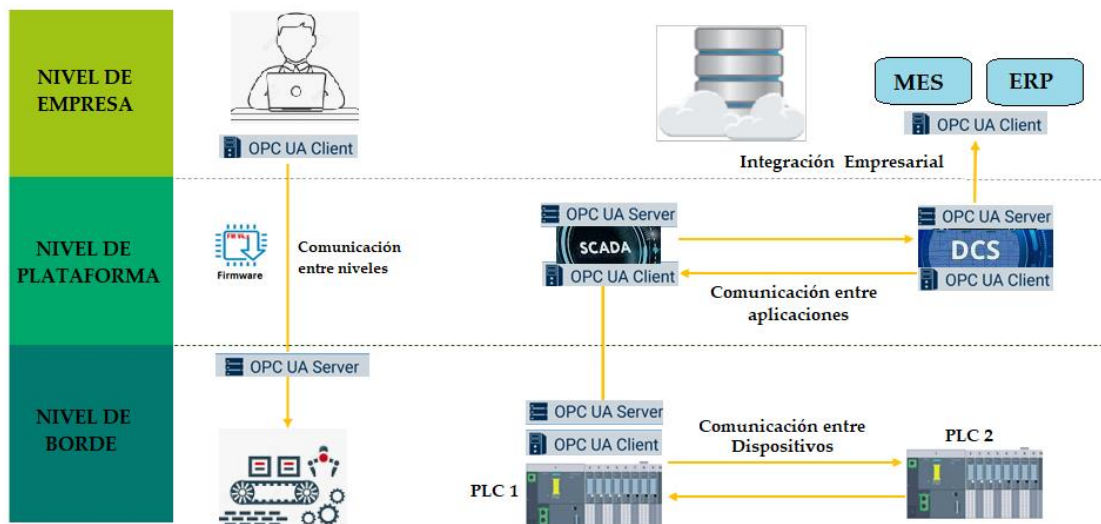 NIVEL DE
EMPRESA
OPC UA Client
MES
ERP
OPC UA Client
Integración Empresarial
NIVEL DE
PLATAFORMA
Firmware
Comunicación
entre niveles
OPC UA Server
SCADA
OPC UA Client
OPC UA Server
DCS
OPC UA Client
Comunicación entre
aplicaciones
NIVEL DE
BORDE
OPC UA Server
OPC UA Server
OPC UA Client
PLC 1
Comunicación entre
Dispositivos
PLC 2